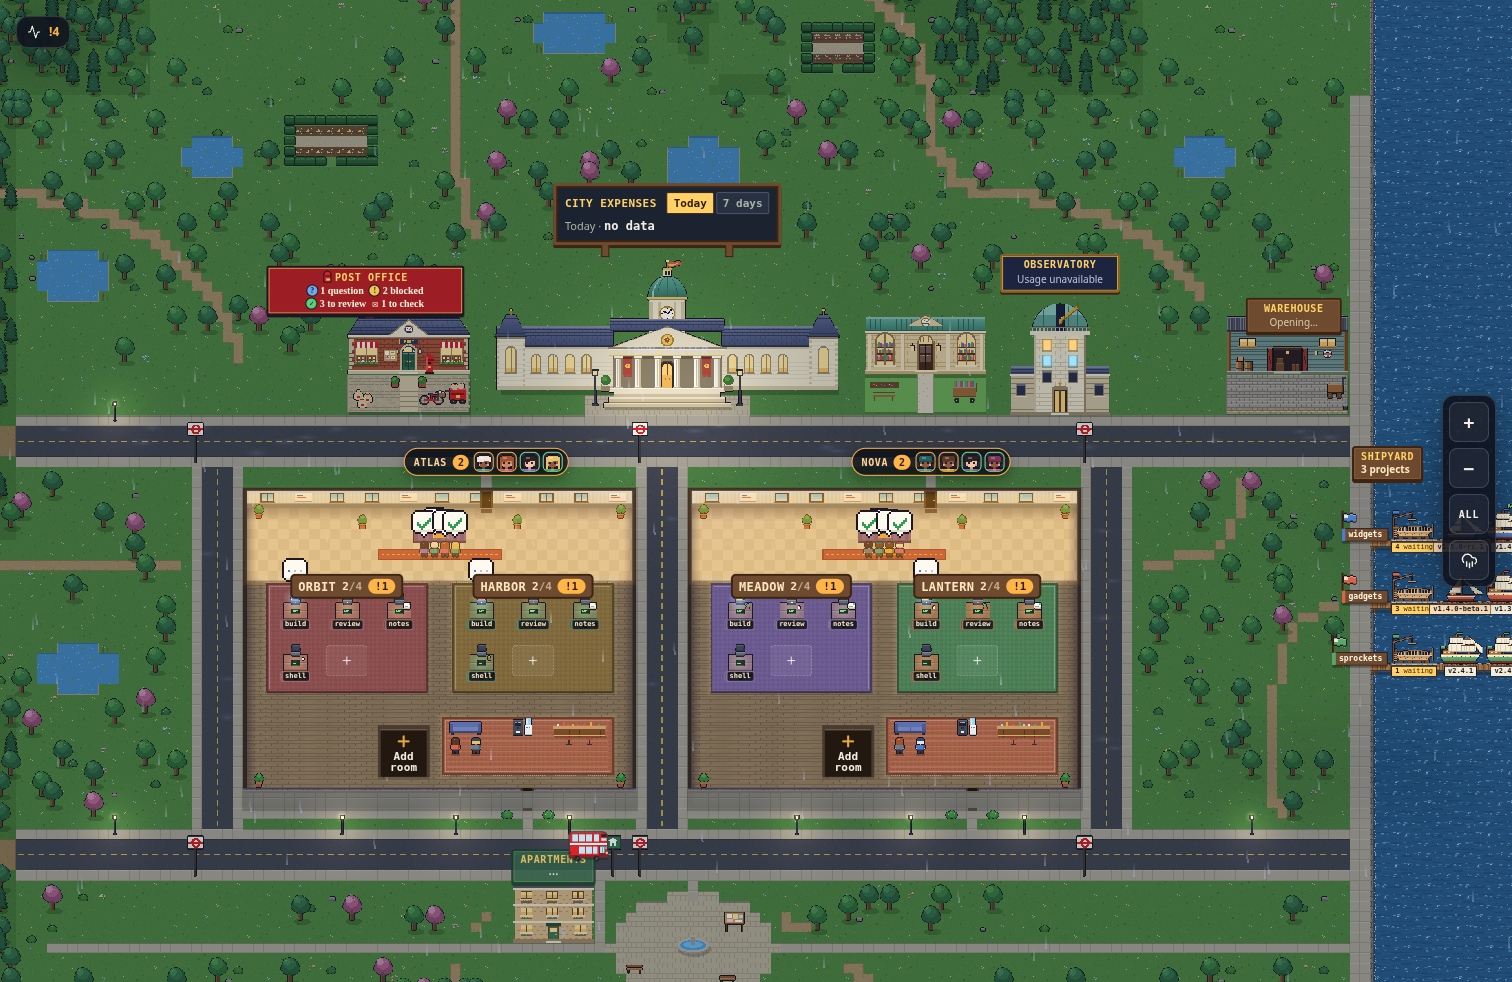 !4
CITY EXPENSES Today 7 days
Today · no data
POST OFFICE
? 1 question ! 2 blocked
✓ 3 to review ✉ 1 to check
OBSERVATORY
Usage unavailable
WAREHOUSE
Opening...
ATLAS 2
NOVA 2
SHIPYARD
3 projects
+
−
ALL
widgets
4 waiting
gadgets
v1.4.0-beta.1
v1.3
sprockets
1 waiting
v2.4.1
v2.4
ORBIT 2/4 !1
build review notes
shell +
HARBOR 2/4 !1
build review notes
shell +
MEADOW 2/4 !1
build review notes
shell +
LANTERN 2/4 !1
build review notes
shell +
+
Add
room
+
Add
room
APARTMENTS
...